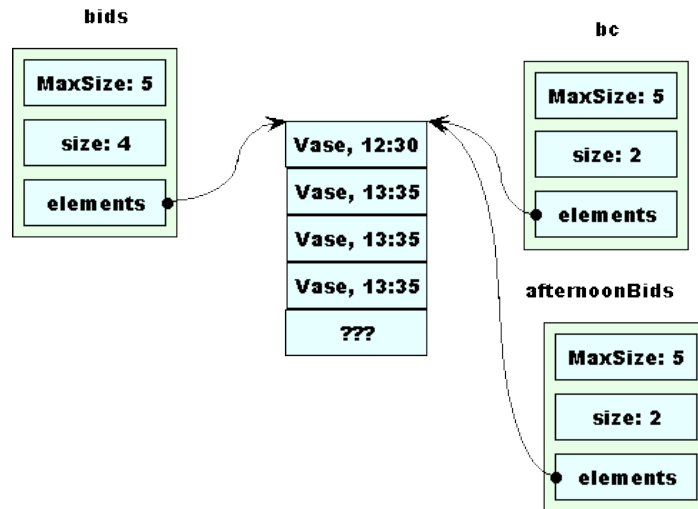 bids
MaxSize: 5
size: 4
elements
Vase, 12:30
Vase, 13:35
Vase, 13:35
Vase, 13:35
???
bc
MaxSize: 5
size: 2
elements
afternoonBids
MaxSize: 5
size: 2
elements